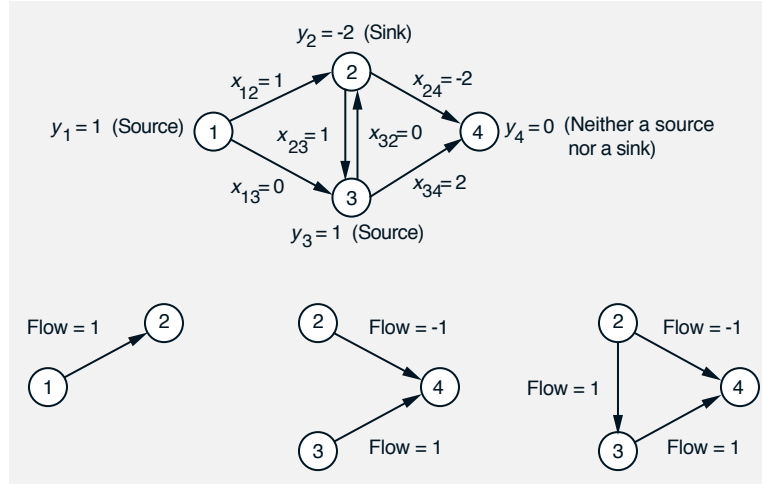 y2 = -2 (Sink)
x12= 1
2
x24= -2
y1 = 1 (Source)
1
x23= 1
x32= 0
4
y4 = 0 (Neither a source
nor a sink)
x13= 0
3
x34= 2
y3 = 1 (Source)
Flow = 1
2
1
2
Flow = -1
4
3
Flow = 1
2
Flow = -1
Flow = 1
4
3
Flow = 1